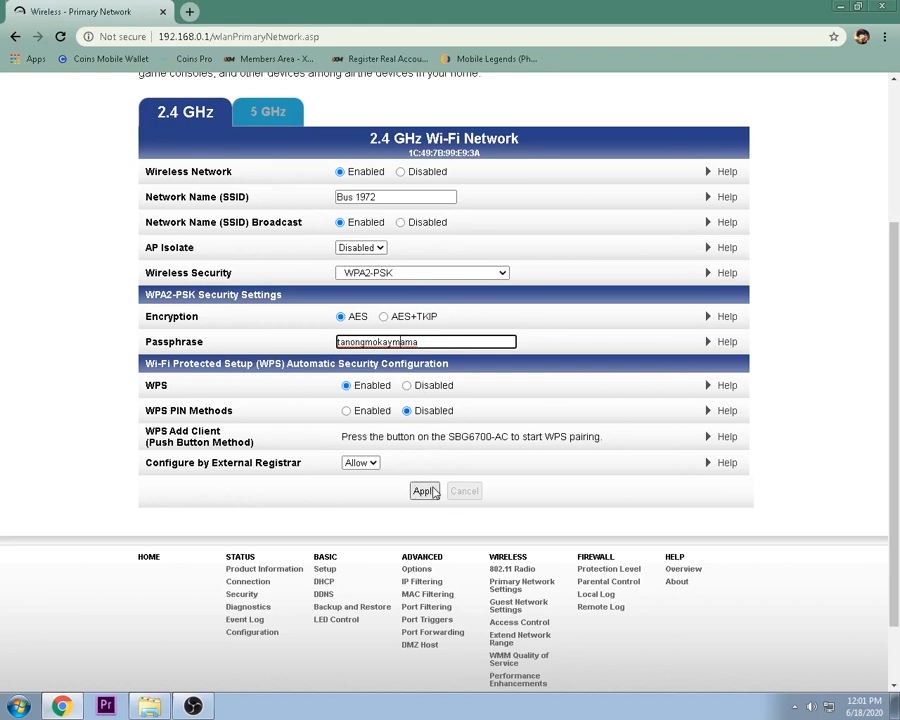 Wireless - Primary Network
Not secure | 192.168.0.1/wlanPrimaryNetwork.asp
Apps Coins Mobile Wallet Coins Pro Members Area - X... Register Real Accou... Mobile Legends (Ph...
game consoles, and other devices among all the devices in your home.
2.4 GHz 5 GHz
2.4 GHz Wi-Fi Network
1C:49:7B:99:E9:3A
Wireless Network Enabled Disabled Help
Network Name (SSID) Bus 1972 Help
Network Name (SSID) Broadcast Enabled Disabled Help
AP Isolate Disabled Help
Wireless Security WPA2-PSK Help
WPA2-PSK Security Settings
Encryption AES AES+TKIP Help
Passphrase tanongmokaymama Help
Wi-Fi Protected Setup (WPS) Automatic Security Configuration
WPS Enabled Disabled Help
WPS PIN Methods Enabled Disabled Help
WPS Add Client
(Push Button Method) Press the button on the SBG6700-AC to start WPS pairing. Help
Configure by External Registrar Allow Help
Apply Cancel
HOME STATUS BASIC ADVANCED WIRELESS FIREWALL HELP
Product Information Setup Options 802.11 Radio Protection Level Overview
Connection DHCP IP Filtering Primary Network Settings Parental Control About
Security DDNS MAC Filtering Guest Network Settings Local Log
Diagnostics Backup and Restore Port Filtering Access Control Remote Log
Event Log LED Control Port Triggers Extend Network Range
Configuration Port Forwarding WMM Quality of Service
DMZ Host Performance Enhancements
Pr
12:01 PM
6/18/2020